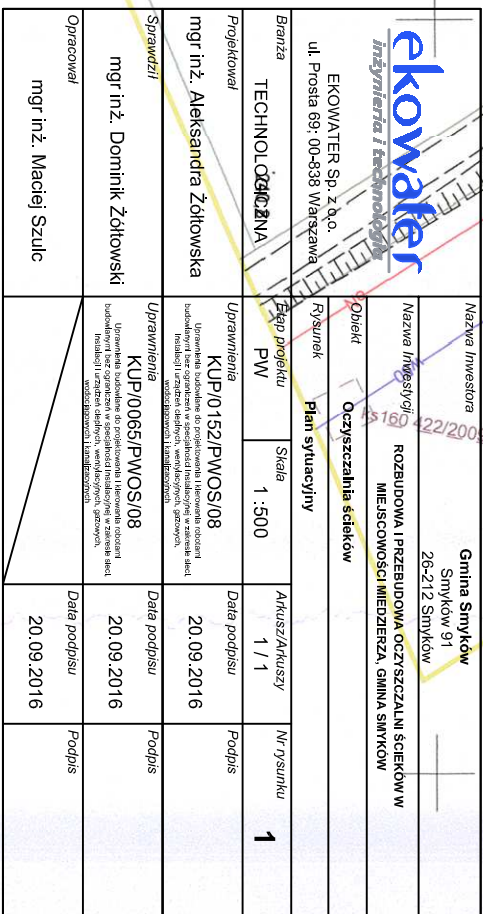 ekowater
inżynieria i technologia
EKOWATER Sp. z o.o.
ul. Prosta 69; 00-838 Warszawa
Nazwa Inwestora
Gmina Smyków
Smyków 91
26-212 Smyków
Nazwa Inwestycji
ROZBUDOWA I PRZEBUDOWA OCZYSZCZALNI ŚCIEKÓW W
MIEJSCOWOŚCI MIEDZIERZA, GMINA SMYKÓW
Obiekt
Oczyszczalnia ścieków
Rysunek
Plan sytuacyjny
ks160 422/2009
Branża
TECHNOLOGICZNA
Etap projektu
PW
Skala
1:500
Arkusz/Arkuszy
1 / 1
Nr rysunku
1
Projektował
mgr inż. Aleksandra Żółtowska
Uprawnienia
KUP/0152/PWOS/08
Uprawnienia budowlane do projektowania i kierowania robotami
budowlanymi bez ograniczeń w specjalności instalacyjnej w zakresie sieci,
instalacji i urządzeń cieplnych, wentylacyjnych, gazowych,
wodociągowych i kanalizacyjnych.
Data podpisu
20.09.2016
Podpis
Sprawdził
mgr inż. Dominik Żółtowski
Uprawnienia
KUP/0065/PWOS/08
Uprawnienia budowlane do projektowania i kierowania robotami
budowlanymi bez ograniczeń w specjalności instalacyjnej w zakresie sieci,
instalacji i urządzeń cieplnych, wentylacyjnych, gazowych,
wodociągowych i kanalizacyjnych.
Data podpisu
20.09.2016
Podpis
Opracował
mgr inż. Maciej Szulc
Data podpisu
20.09.2016
Podpis